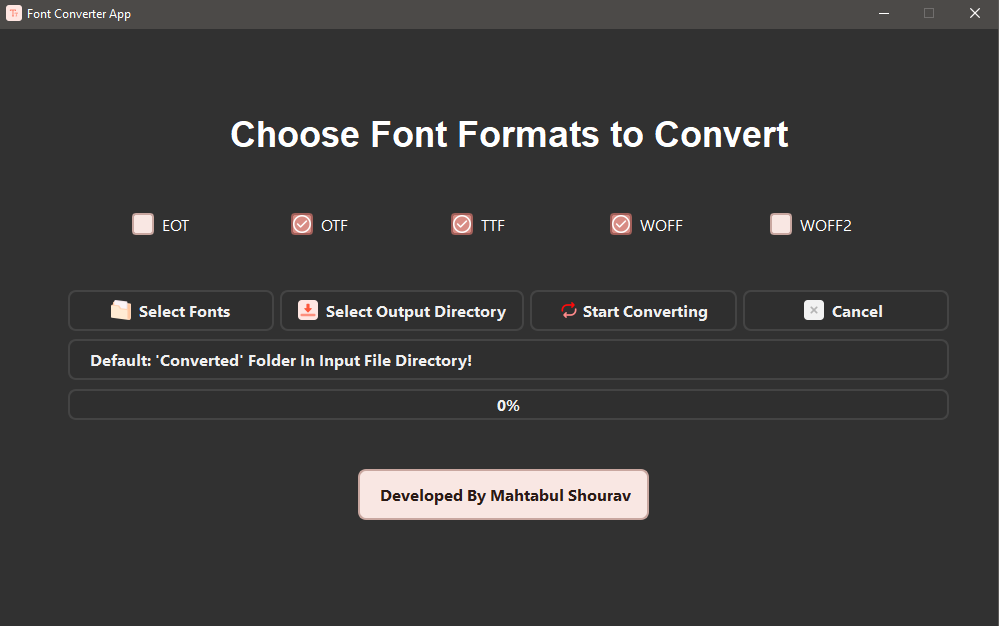 Font Converter App
Choose Font Formats to Convert
EOT OTF TTF WOFF WOFF2
Select Fonts Select Output Directory Start Converting Cancel
Default: 'Converted' Folder In Input File Directory!
0%
Developed By Mahtabul Shourav